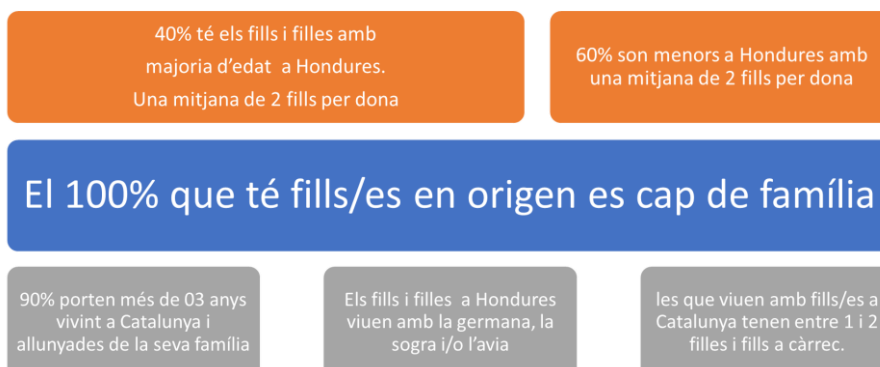 40% té els fills i filles amb
majoria d'edat a Hondures.
Una mitjana de 2 fills per dona
60% son menors a Hondures amb
una mitjana de 2 fills per dona
El 100% que té fills/es en origen es cap de família
90% porten més de 03 anys
vivint a Catalunya i
allunyades de la seva família
Els fills i filles a Hondures
viuen amb la germana, la
sogra i/o l'avia
les que viuen amb fills/es a
Catalunya tenen entre 1 i 2
filles i fills a càrrec.